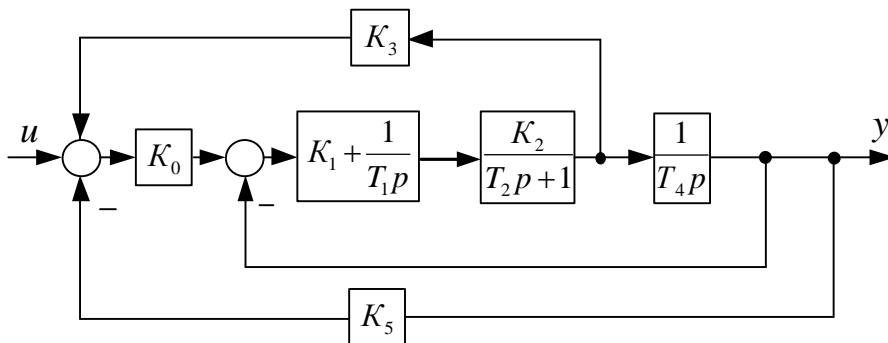 K₃
u
K₀
K₁ + 1/(T₁p)
K₂/(T₂p + 1)
1/(T₄p)
y
−
−
K₅